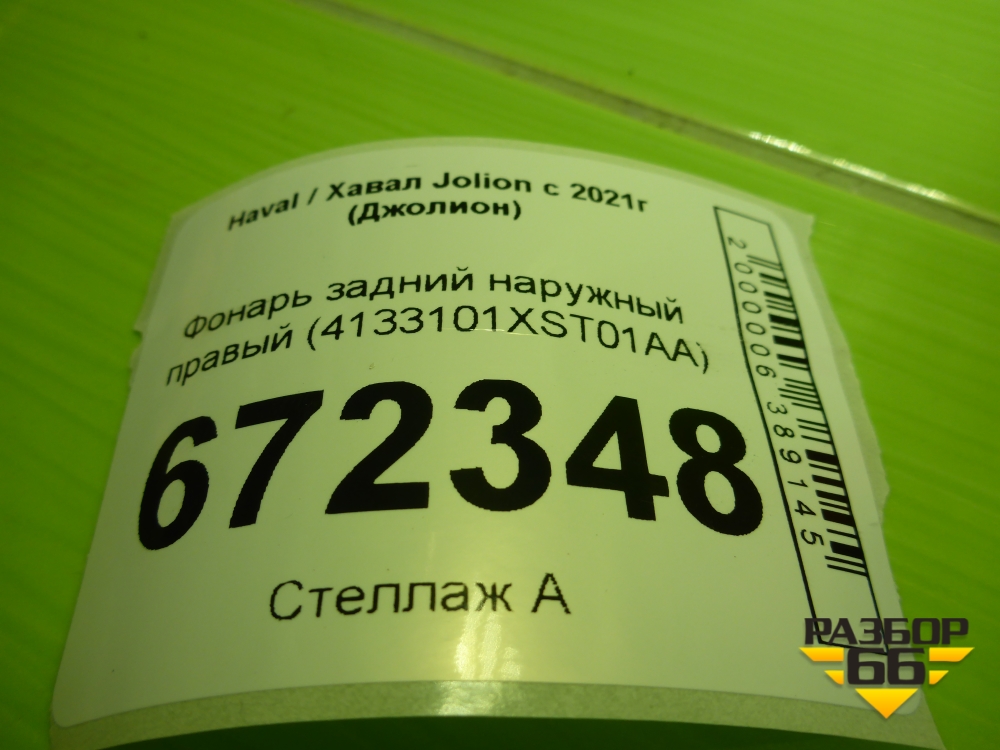 Haval / Хавал Jolion с 2021г
(Джолион)
Фонарь задний наружный
правый (4133101XST01AA)
672348
Стеллаж А
2000006389145
РАЗБОР
66